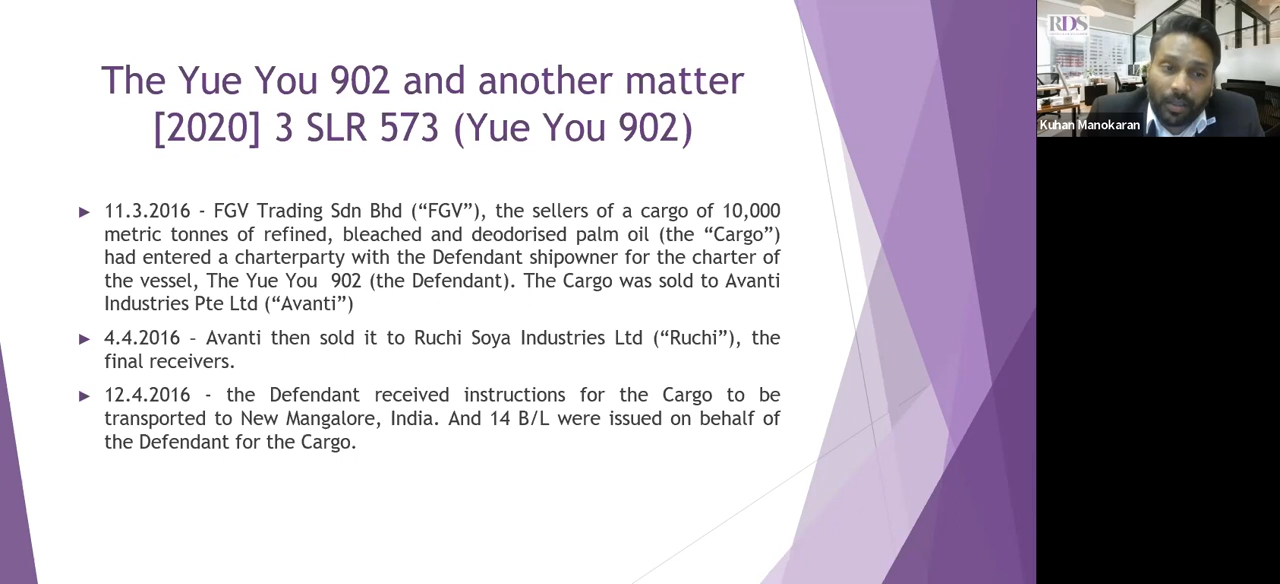 The Yue You 902 and another matter
[2020] 3 SLR 573 (Yue You 902)
11.3.2016 - FGV Trading Sdn Bhd (“FGV”), the sellers of a cargo of 10,000
metric tonnes of refined, bleached and deodorised palm oil (the “Cargo”)
had entered a charterparty with the Defendant shipowner for the charter of
the vessel, The Yue You 902 (the Defendant). The Cargo was sold to Avanti
Industries Pte Ltd (“Avanti”)
4.4.2016 – Avanti then sold it to Ruchi Soya Industries Ltd (“Ruchi”), the
final receivers.
12.4.2016 - the Defendant received instructions for the Cargo to be
transported to New Mangalore, India. And 14 B/L were issued on behalf of
the Defendant for the Cargo.
RDS
Kuhan Manokaran